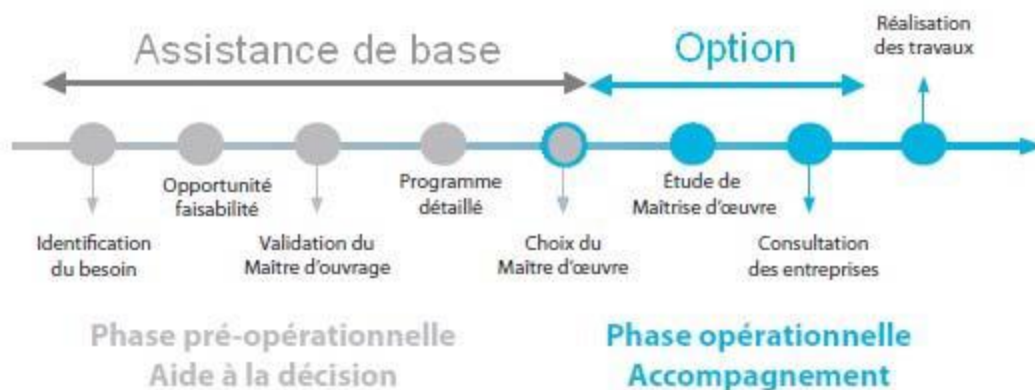 Assistance de base
Option
Réalisation
des travaux
Opportunité
faisabilité
Programme
détaillé
Étude de
Maîtrise d'œuvre
Identification
du besoin
Validation du
Maître d'ouvrage
Choix du
Maître d'œuvre
Consultation
des entreprises
Phase pré-opérationnelle
Aide à la décision
Phase opérationnelle
Accompagnement